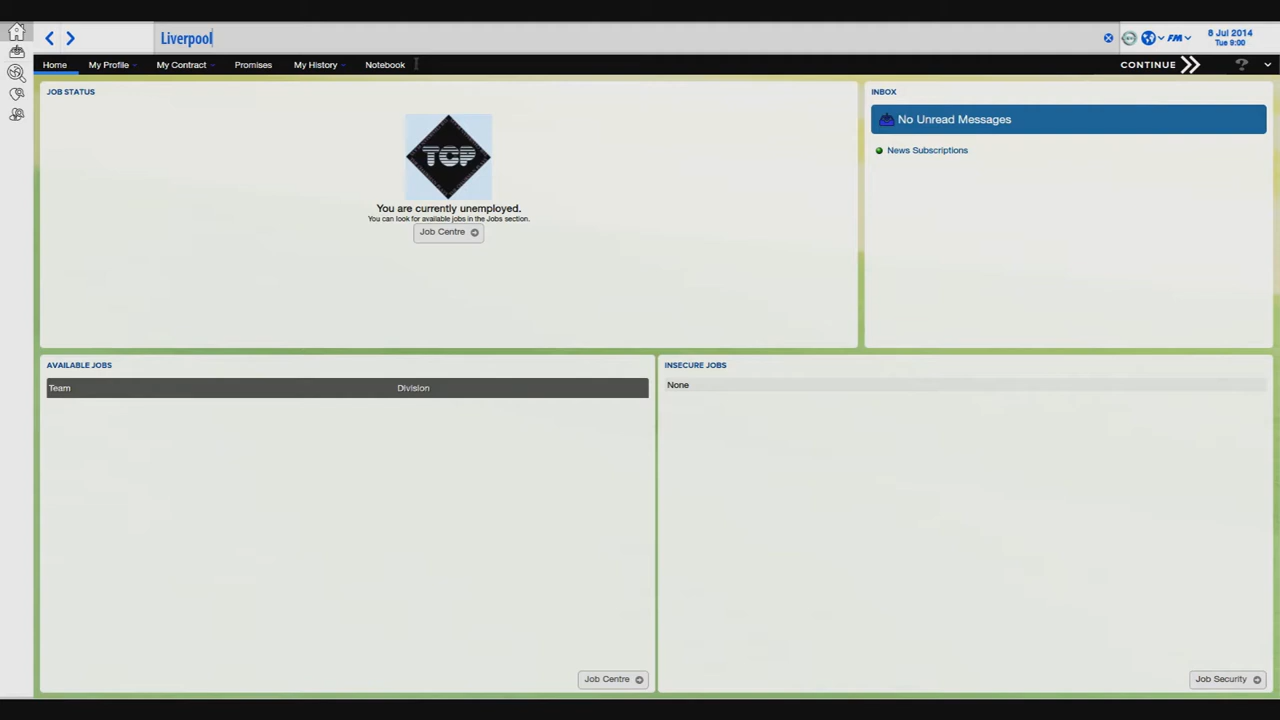 Liverpool
FM
8 Jul 2014
Tue 9:00
Home
My Profile
My Contract
Promises
My History
Notebook
CONTINUE
?
JOB STATUS
TCP
You are currently unemployed.
You can look for available jobs in the Jobs section.
Job Centre
INBOX
No Unread Messages
News Subscriptions
AVAILABLE JOBS
Team Division
Job Centre
INSECURE JOBS
None
Job Security